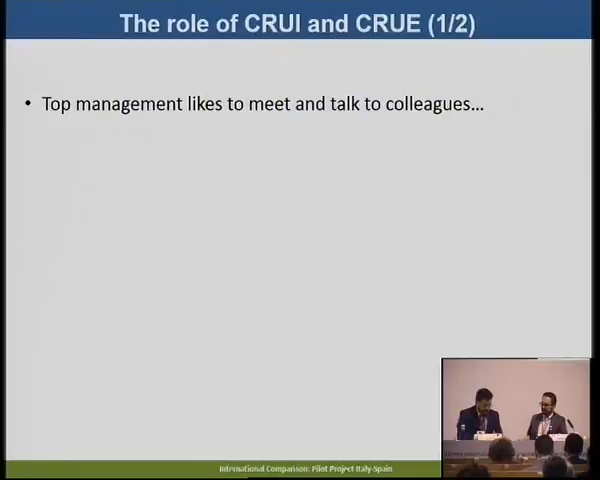 The role of CRUI and CRUE (1/2)
• Top management likes to meet and talk to colleagues...
International Comparison: Pilot Project Italy-Spain